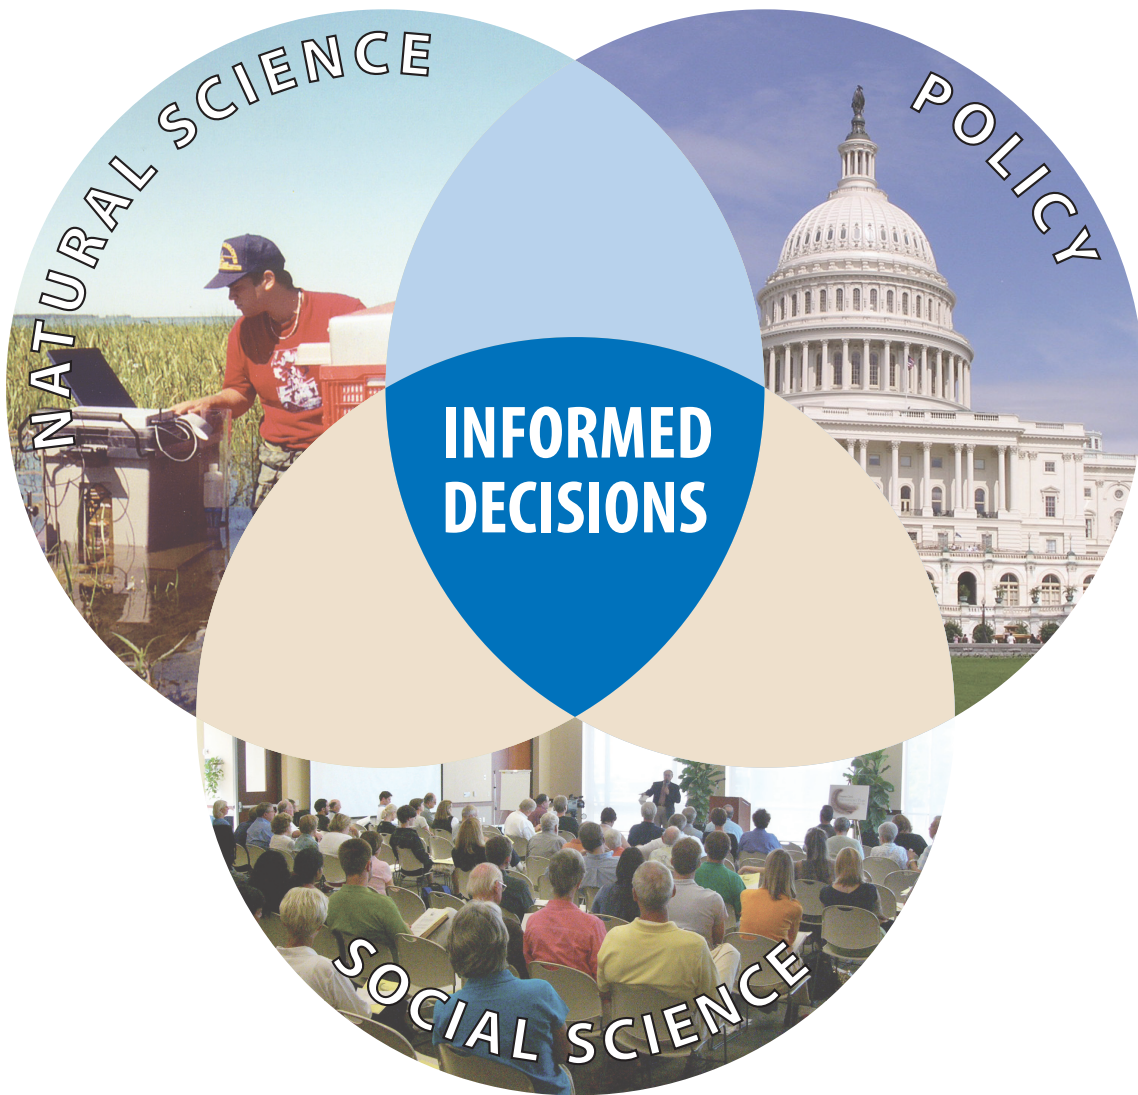 NATURAL SCIENCE
POLICY
INFORMED
DECISIONS
SOCIAL SCIENCE